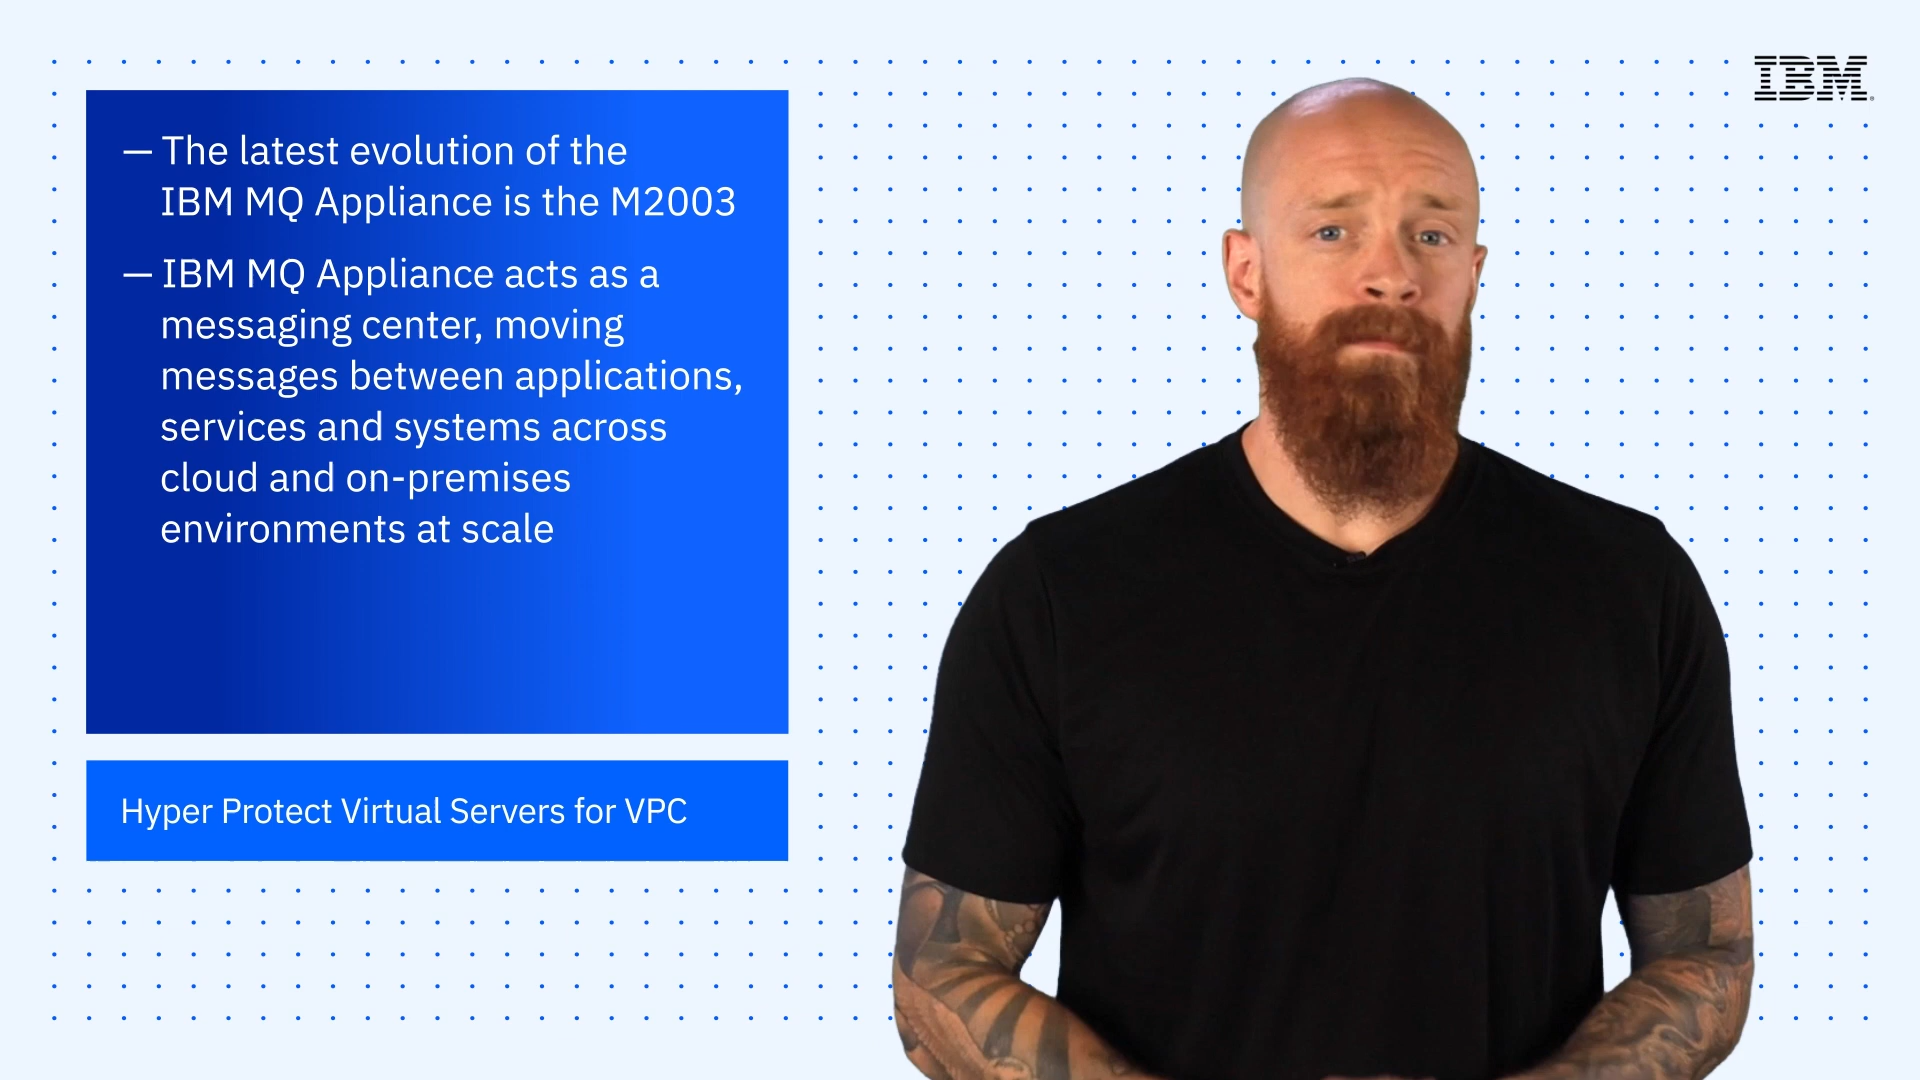 IBM
— The latest evolution of the
IBM MQ Appliance is the M2003
— IBM MQ Appliance acts as a
messaging center, moving
messages between applications,
services and systems across
cloud and on-premises
environments at scale
Hyper Protect Virtual Servers for VPC